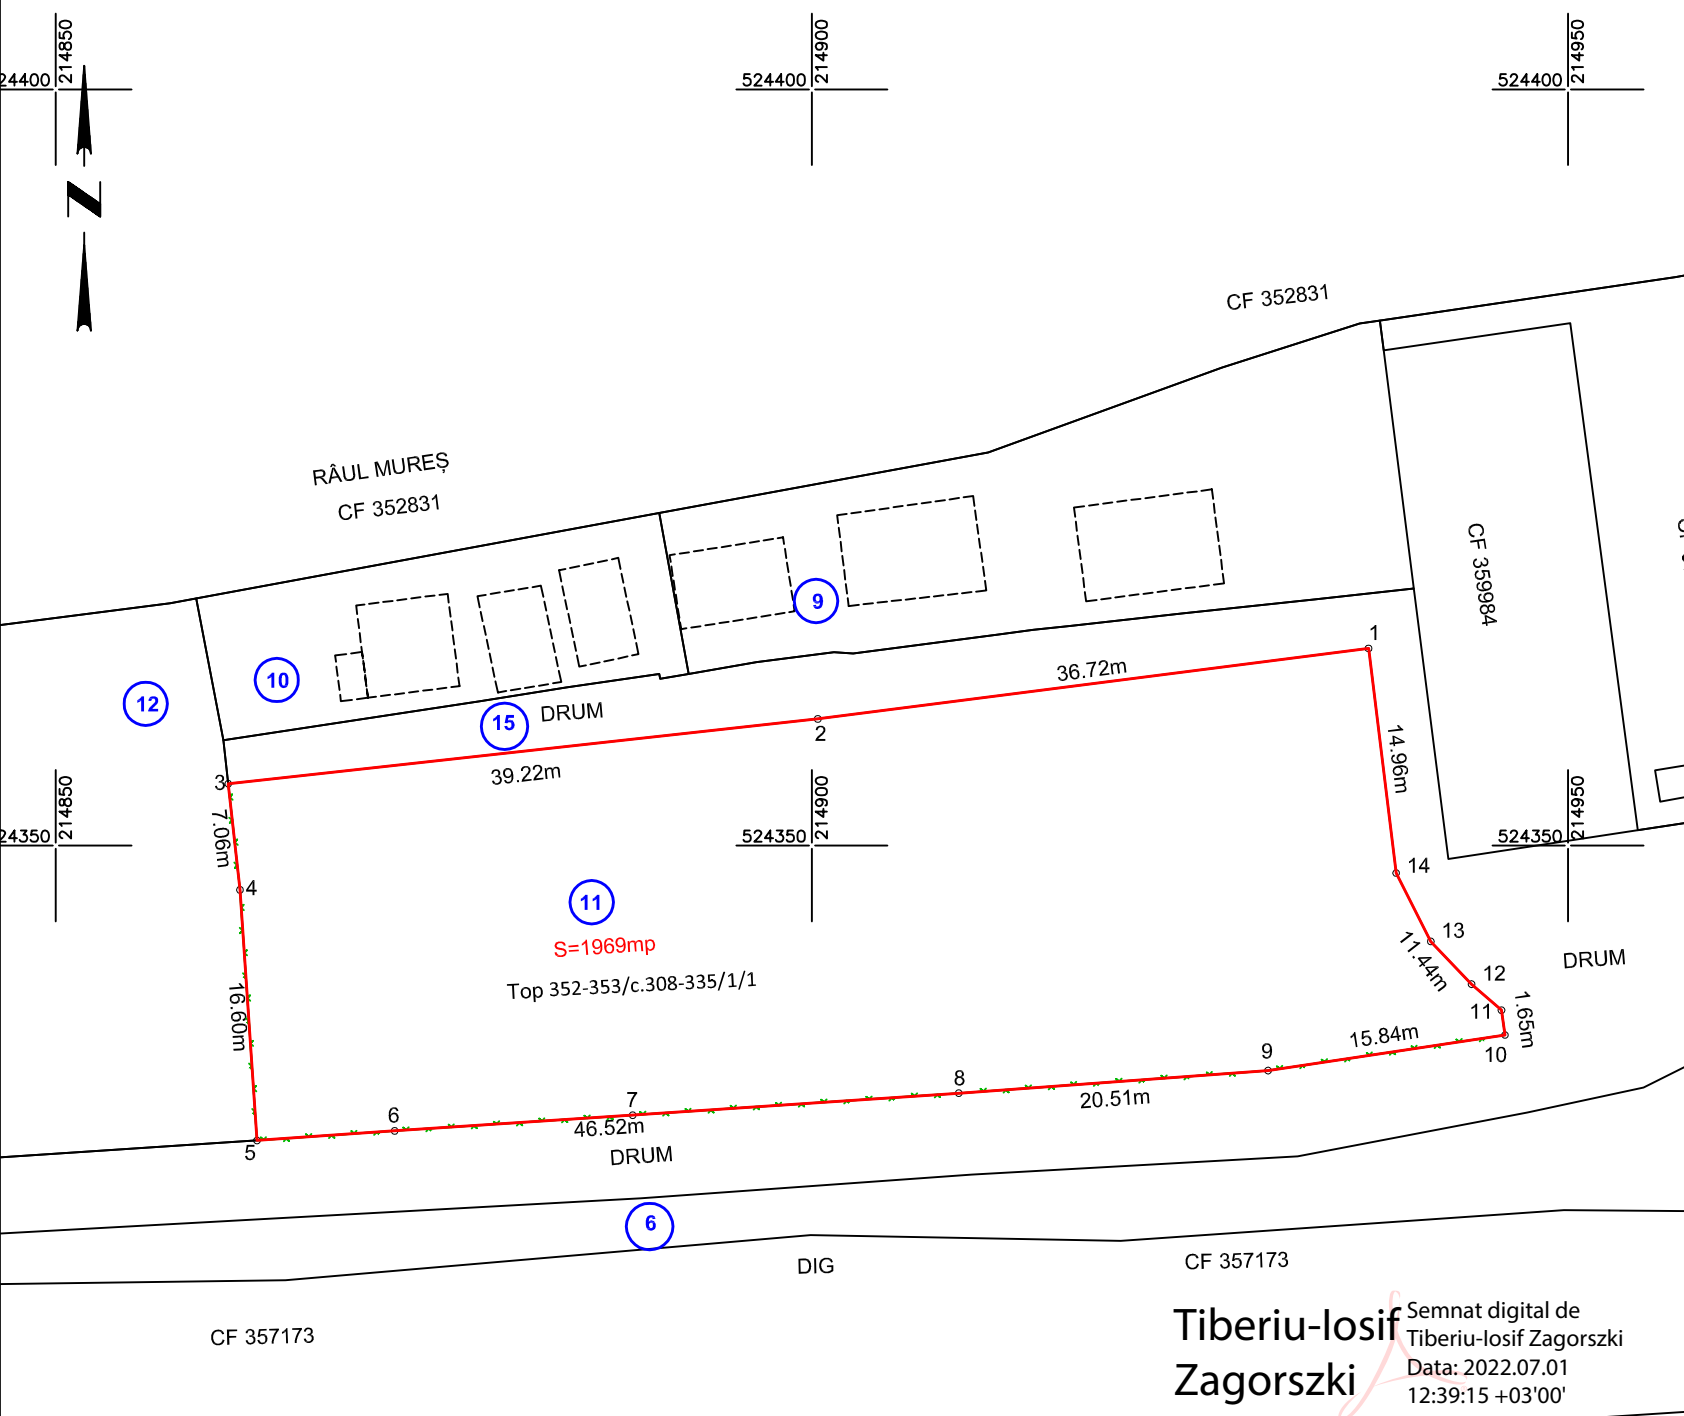 214850
214900
214950
24400
524400
524400
N
CF 352831
RÂUL MUREȘ
CF 352831
CF 359984
9
10
12
15
DRUM
1
36.72m
2
39.22m
3
14.96m
7.06m
214850
214900
214950
24350
524350
524350
4
14
11
S=1969mp
Top 352-353/c.308-335/1/1
13
11.44m
12
DRUM
16.60m
11
1.65m
15.84m
10
9
8
20.51m
7
6
46.52m
5
DRUM
6
DIG
CF 357173
CF 357173
Tiberiu-Iosif
Zagorszki
Semnat digital de
Tiberiu-Iosif Zagorszki
Data: 2022.07.01
12:39:15 +03'00'